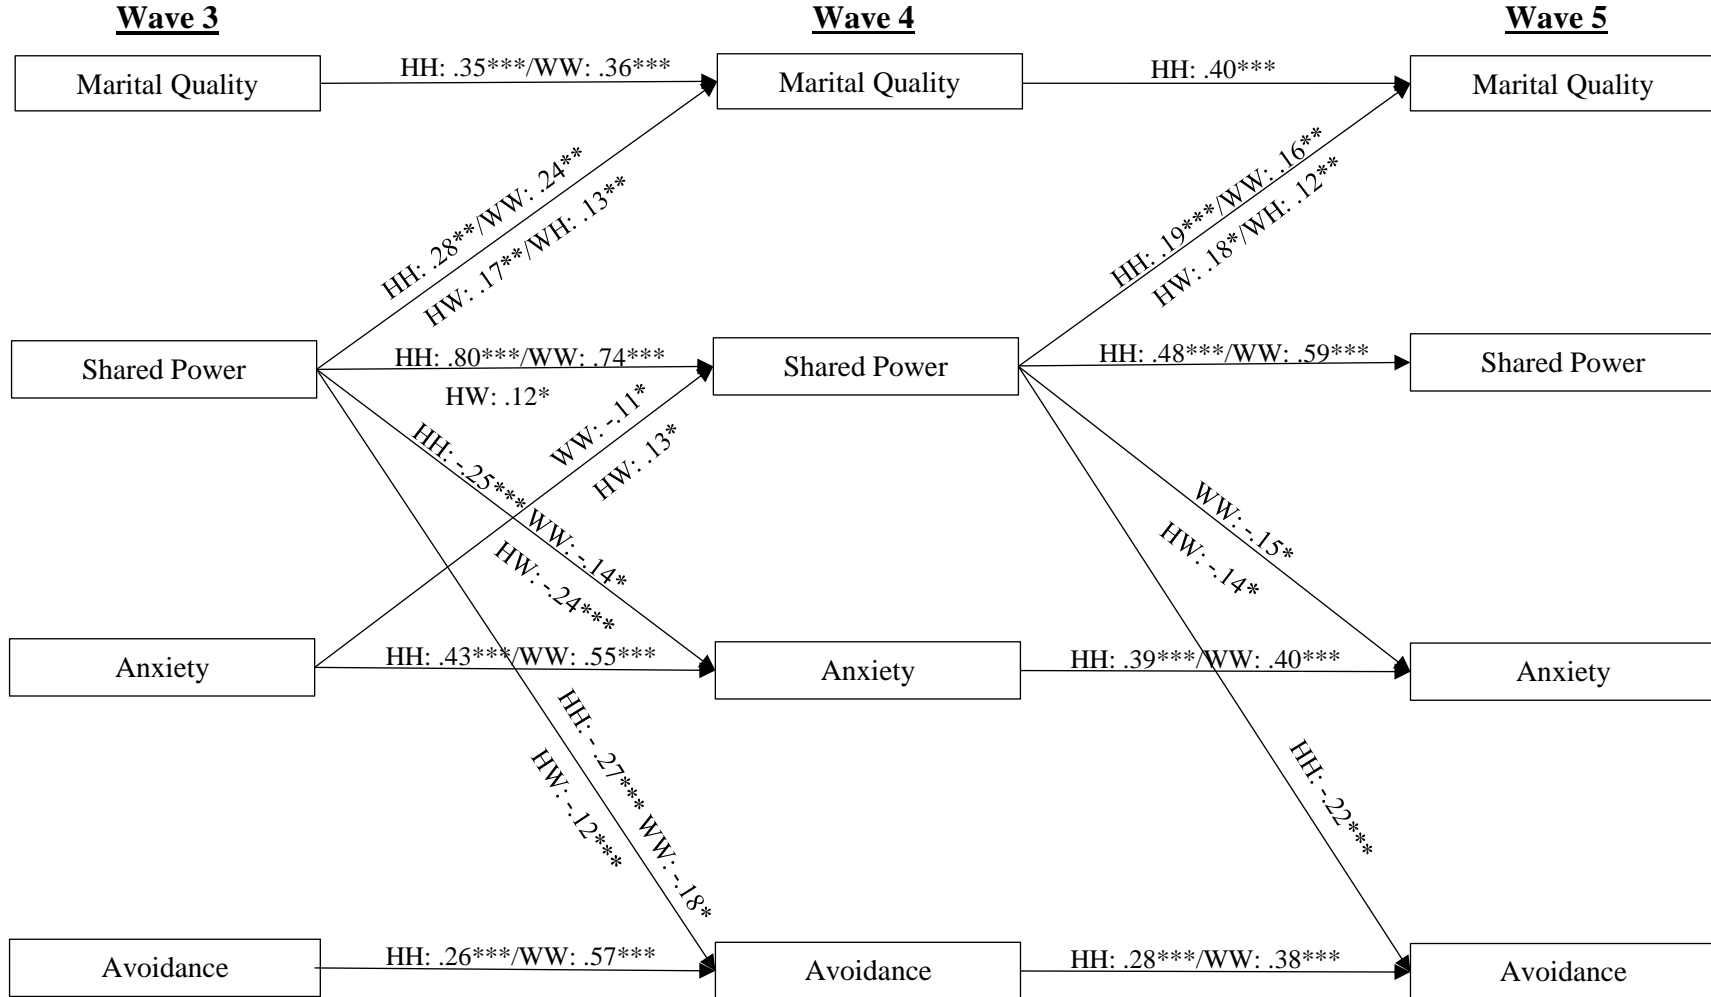 Wave 3
Wave 4
Wave 5
Marital Quality
HH: .35***/WW: .36***
Marital Quality
HH: .40***
Marital Quality
HH: .28**/WW: .24**
HW: .17**/WH: .13**
HH: .19***/WW: .16**
HW: .18*/WH: .12**
Shared Power
HH: .80***/WW: .74***
HW: .12*
Shared Power
HH: .48***/WW: .59***
Shared Power
WW: -.11*
HW: .13*
HH: -.25*** WW: -.14*
HW: -.24***
WW: -.15*
HW: -.14*
Anxiety
HH: .43***/WW: .55***
Anxiety
HH: .39***/WW: .40***
Anxiety
HH: -.27*** WW: -.18*
HW: -.12***
HH: -.22***
Avoidance
HH: .26***/WW: .57***
Avoidance
HH: .28***/WW: .38***
Avoidance